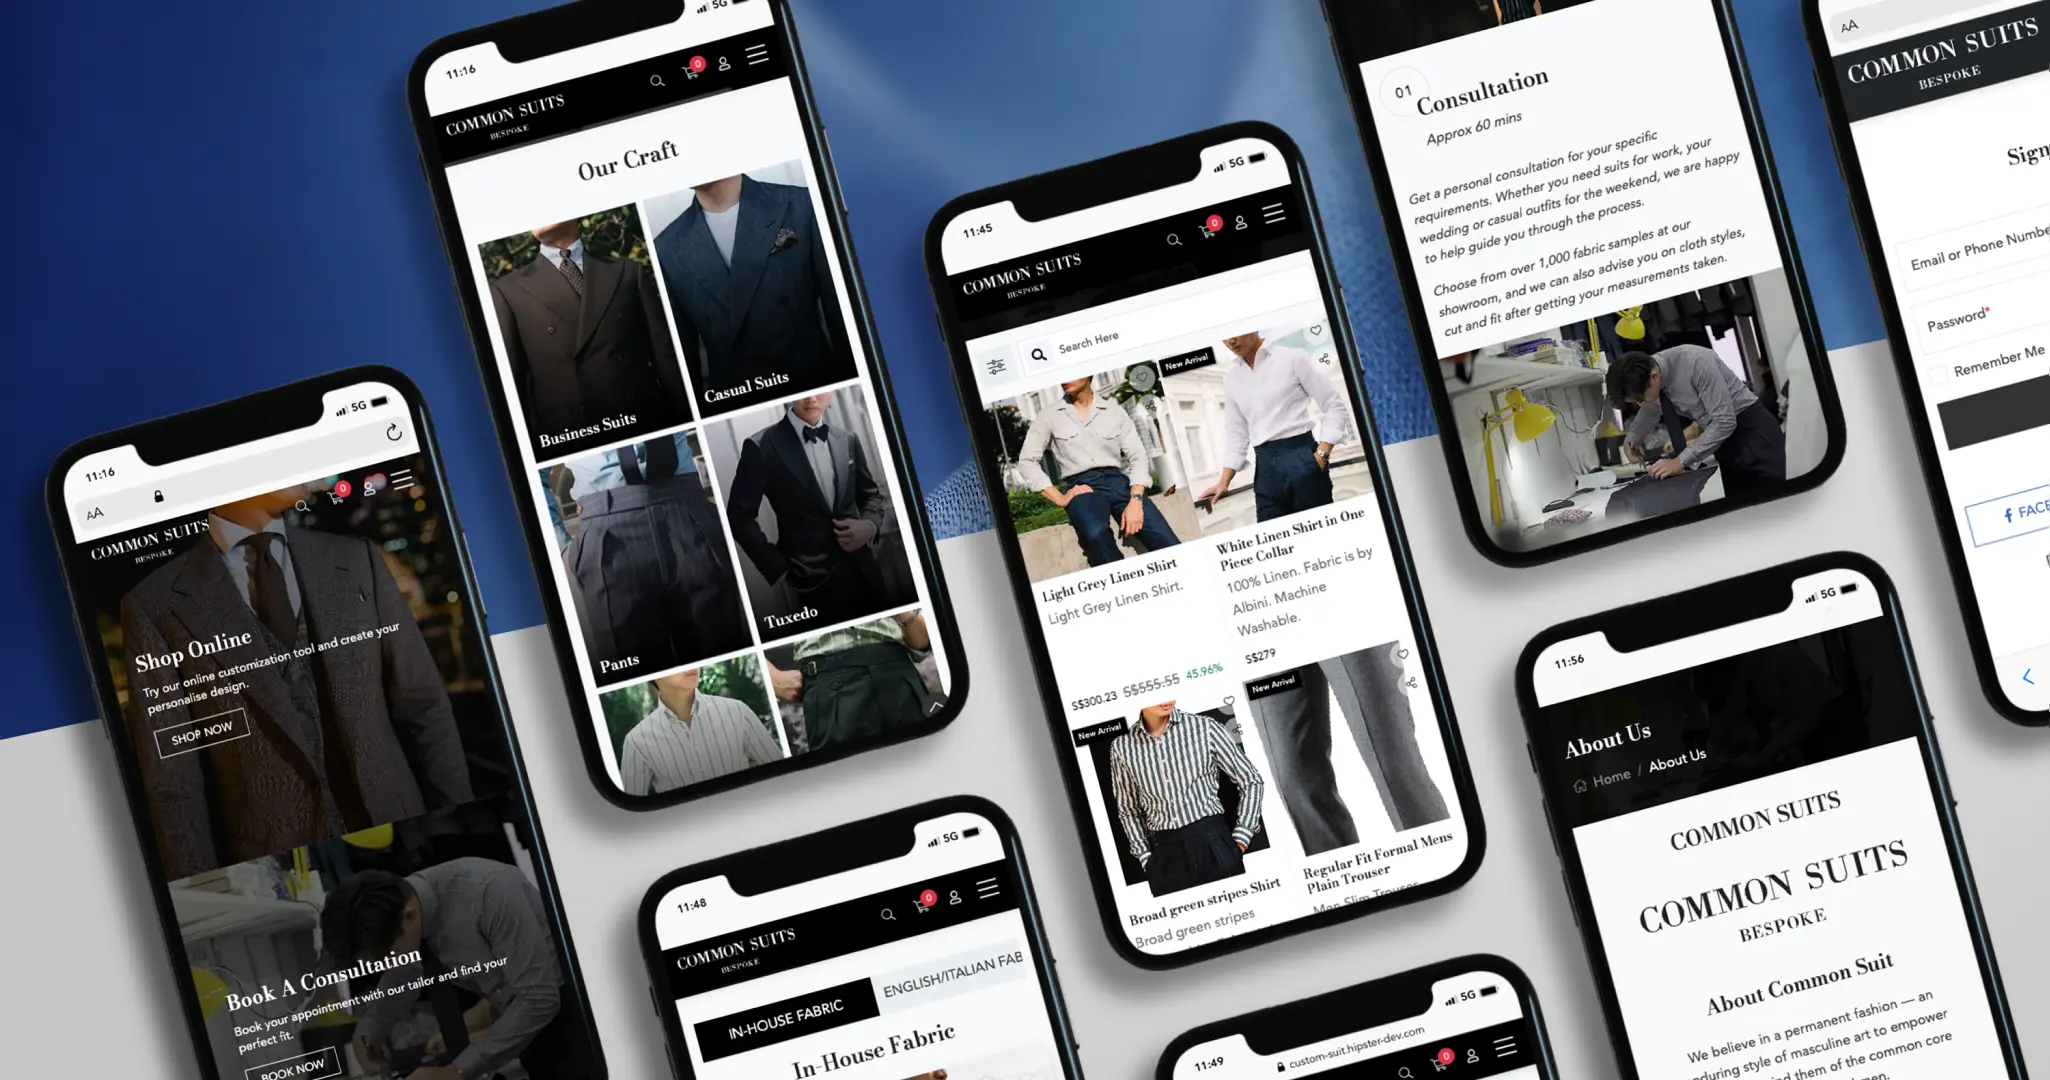 11:16
5G
AA
0
COMMON SUITS
BESPOKE
Shop Online
Try our online customization tool and create your
personalise design.
SHOP NOW
Book A Consultation
Book your appointment with our tailor and find your
perfect fit.
BOOK NOW
11:16
5G
0
COMMON SUITS
BESPOKE
Our Craft
Business Suits
Casual Suits
Pants
Tuxedo
11:48
5G
0
COMMON SUITS
BESPOKE
IN-HOUSE FABRIC
ENGLISH/ITALIAN FAB
In-House Fabric
11:45
5G
0
COMMON SUITS
BESPOKE
Search Here
New Arrival
Light Grey Linen Shirt
Light Grey Linen Shirt.
S$300.23 S$555.55 45.96%
White Linen Shirt in One
Piece Collar
100% Linen. Fabric is by
Albini. Machine
Washable.
S$279
New Arrival
Broad green stripes Shirt
Broad green stripes
New Arrival
Regular Fit Formal Mens
Plain Trouser
Men Slim Trouser
11:49
5G
custom-suit.hipster-dev.com
0
01
Consultation
Approx 60 mins
Get a personal consultation for your specific
requirements. Whether you need suits for work, your
wedding or casual outfits for the weekend, we are happy
to help guide you through the process.
Choose from over 1,000 fabric samples at our
showroom, and we can also advise you on cloth styles,
cut and fit after getting your measurements taken.
11:56
5G
About Us
Home / About Us
COMMON SUITS
COMMON SUITS
BESPOKE
About Common Suit
We believe in a permanent fashion — an
enduring style of masculine art to empower
them of the common core
AA
COMMON SUITS
BESPOKE
Sign
Email or Phone Numbe
Password*
Remember Me
FACE